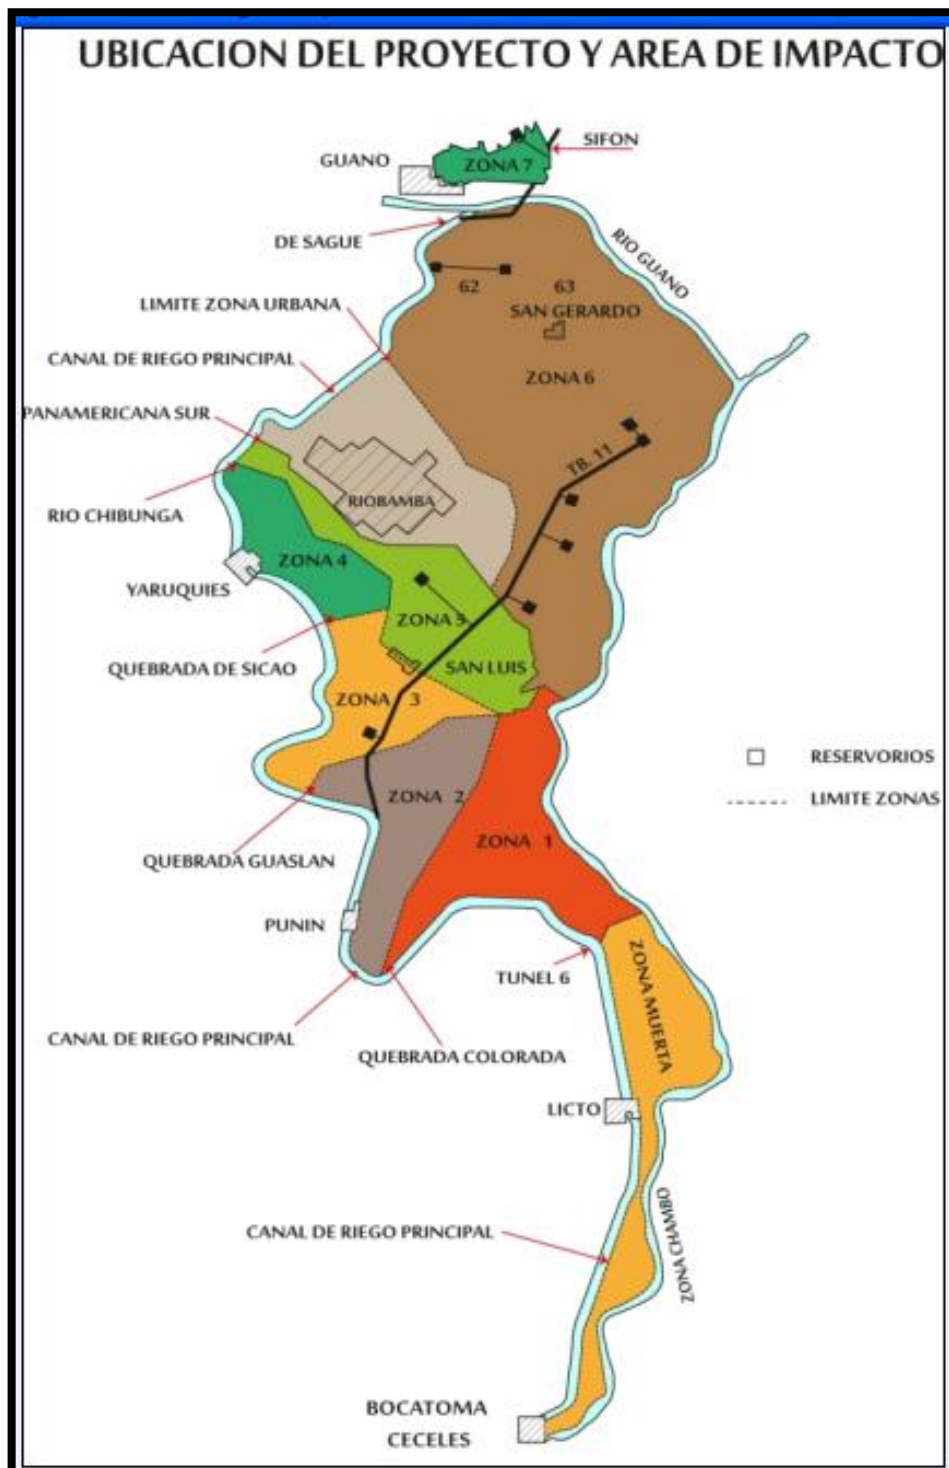 UBICACION DEL PROYECTO Y AREA DE IMPACTO
SIFON
GUANO
ZONA 7
DE SAGUE
RIO GUANO
62
63
LIMITE ZONA URBANA
SAN GERARDO
CANAL DE RIEGO PRINCIPAL
ZONA 6
PANAMERICANA SUR
TB. 11
RIOBAMBA
RIO CHIBUNGA
ZONA 4
YARUQUIES
ZONA 5
QUEBRADA DE SICAO
SAN LUIS
ZONA 3
RESERVORIOS
ZONA 2
LIMITE ZONAS
ZONA 1
QUEBRADA GUASLAN
PUNIN
ZONA MUERTA
TUNEL 6
CANAL DE RIEGO PRINCIPAL
QUEBRADA COLORADA
LICTO
ZONA CHAMBO
CANAL DE RIEGO PRINCIPAL
BOCATOMA
CECELES